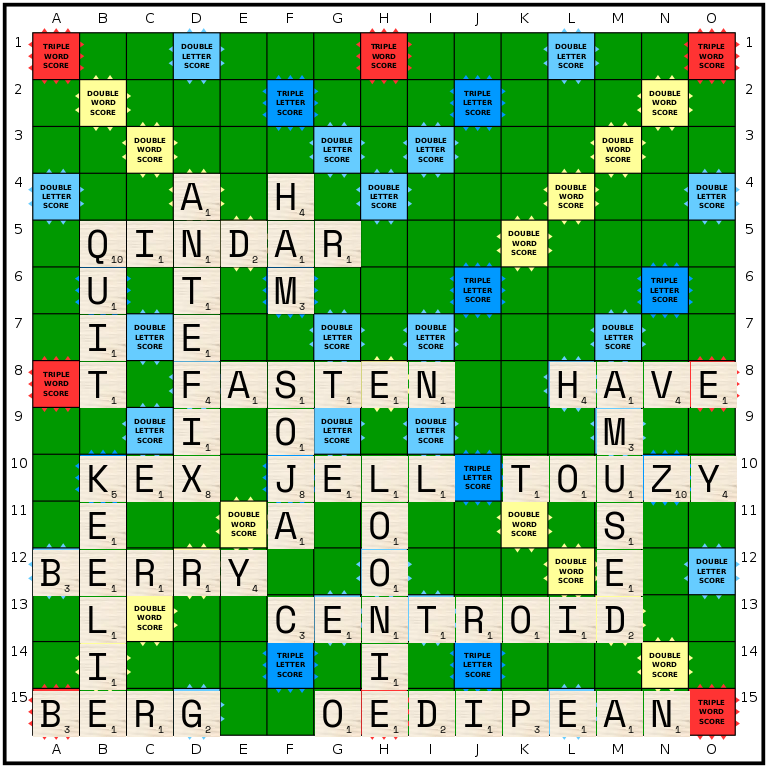 A B C D E F G H I J K L M N O
1 TRIPLE WORD SCORE DOUBLE LETTER SCORE TRIPLE WORD SCORE DOUBLE LETTER SCORE TRIPLE WORD SCORE 1
2 DOUBLE WORD SCORE TRIPLE LETTER SCORE TRIPLE LETTER SCORE DOUBLE WORD SCORE 2
3 DOUBLE WORD SCORE DOUBLE LETTER SCORE DOUBLE LETTER SCORE DOUBLE WORD SCORE 3
4 DOUBLE LETTER SCORE A1 H4 DOUBLE LETTER SCORE DOUBLE WORD SCORE DOUBLE LETTER SCORE 4
5 Q10 I1 N1 D2 A1 R1 DOUBLE WORD SCORE 5
6 U1 T1 M3 TRIPLE LETTER SCORE TRIPLE LETTER SCORE 6
7 I1 DOUBLE LETTER SCORE E1 DOUBLE LETTER SCORE DOUBLE LETTER SCORE DOUBLE LETTER SCORE 7
8 TRIPLE WORD SCORE T1 F4 A1 S1 T1 E1 N1 H4 A1 V4 E1 8
9 DOUBLE LETTER SCORE I1 O1 DOUBLE LETTER SCORE DOUBLE LETTER SCORE M3 9
10 K5 E1 X8 J8 E1 L1 L1 TRIPLE LETTER SCORE T1 O1 U1 Z10 Y4 10
11 E1 DOUBLE WORD SCORE A1 O1 DOUBLE WORD SCORE S1 11
12 B3 E1 R1 R1 Y4 O1 DOUBLE WORD SCORE E1 DOUBLE LETTER SCORE 12
13 L1 DOUBLE WORD SCORE C3 E1 N1 T1 R1 O1 I1 D2 13
14 I1 TRIPLE LETTER SCORE I1 TRIPLE LETTER SCORE DOUBLE WORD SCORE 14
15 B3 E1 R1 G2 O1 E1 D2 I1 P3 E1 A1 N1 TRIPLE WORD SCORE 15
A B C D E F G H I J K L M N O